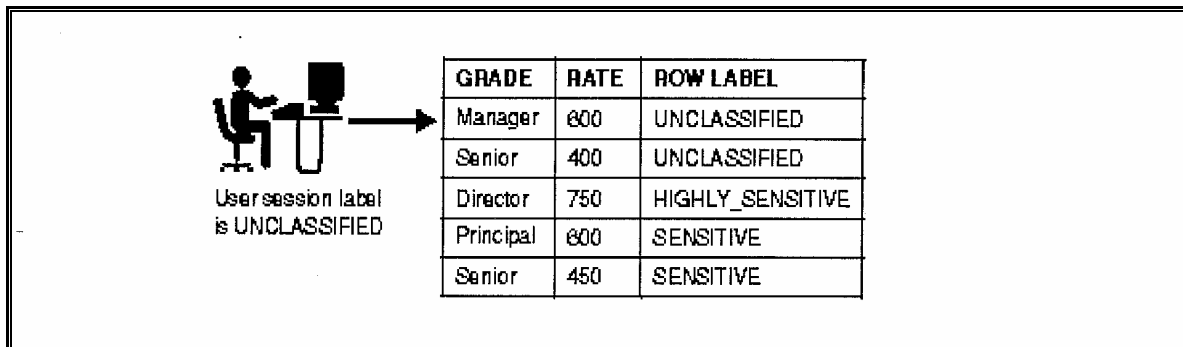 GRADE RATE ROW LABEL
Manager 600 UNCLASSIFIED
Senior 400 UNCLASSIFIED
Director 750 HIGHLY_SENSITIVE
Principal 600 SENSITIVE
Senior 450 SENSITIVE
User session label
is UNCLASSIFIED